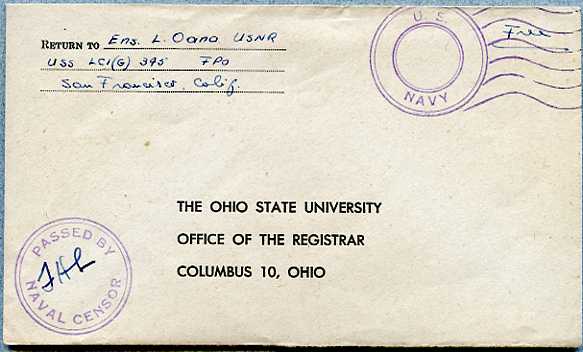 RETURN TO Ens. L. Oana USNR
USS LCI(G) 395 FPO
San Francisco, Calif.
U S
NAVY
Free
THE OHIO STATE UNIVERSITY
OFFICE OF THE REGISTRAR
COLUMBUS 10, OHIO
PASSED BY
NAVAL CENSOR